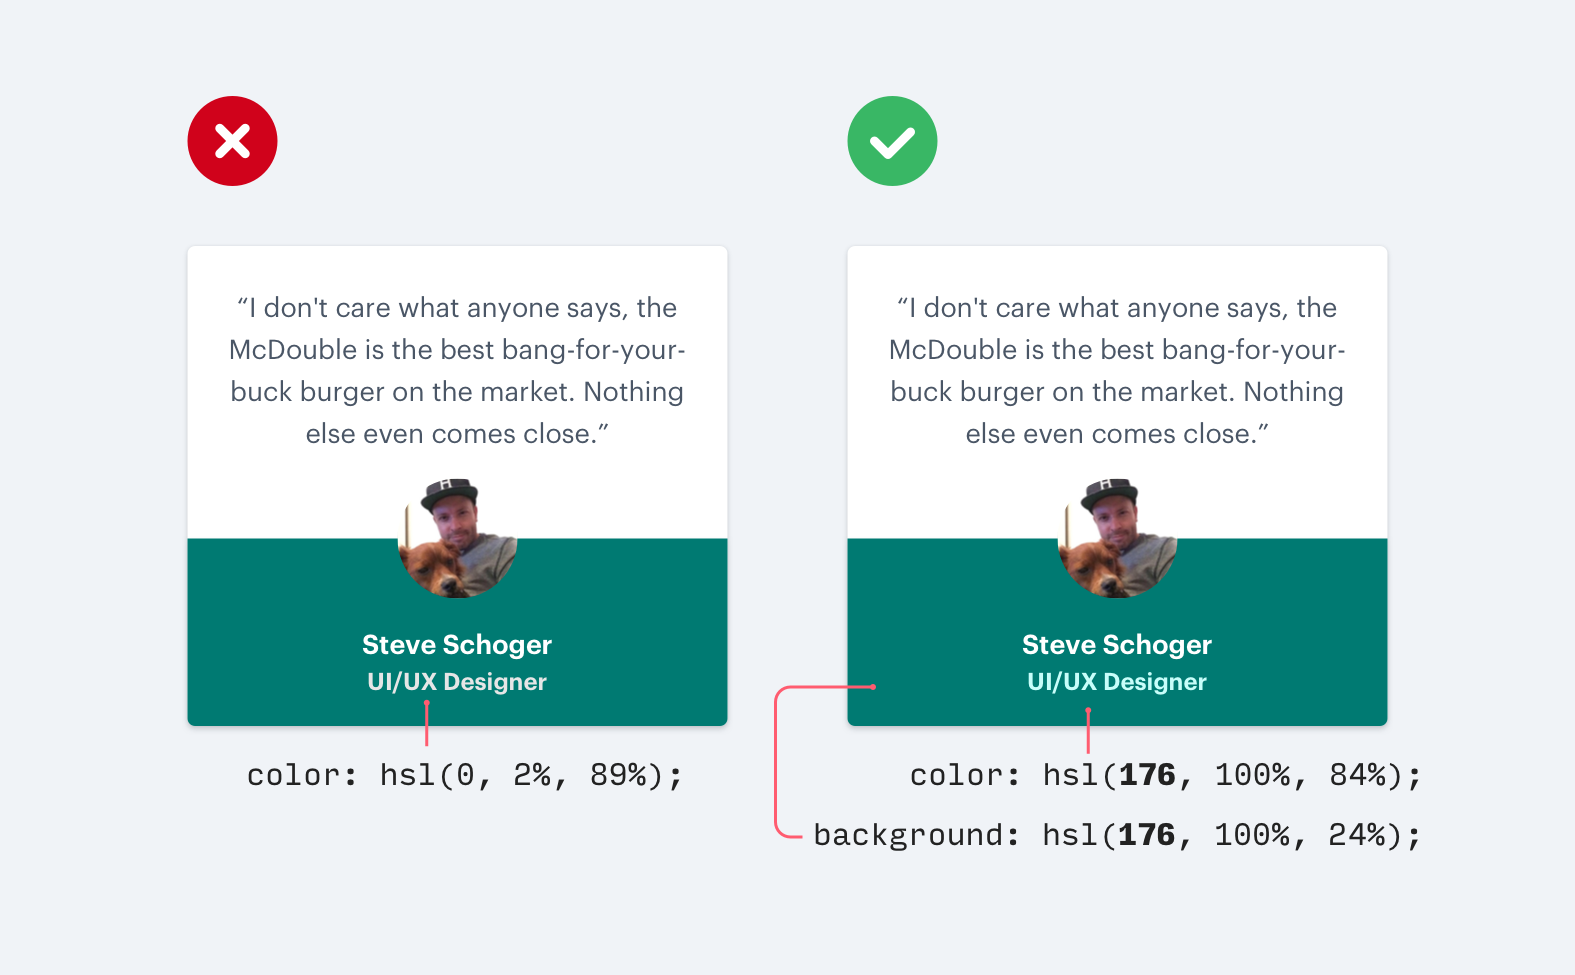 “I don't care what anyone says, the
McDouble is the best bang-for-your-
buck burger on the market. Nothing
else even comes close.”
H
Steve Schoger
UI/UX Designer
color: hsl(0, 2%, 89%);
“I don't care what anyone says, the
McDouble is the best bang-for-your-
buck burger on the market. Nothing
else even comes close.”
H
Steve Schoger
UI/UX Designer
color: hsl(176, 100%, 84%);
background: hsl(176, 100%, 24%);